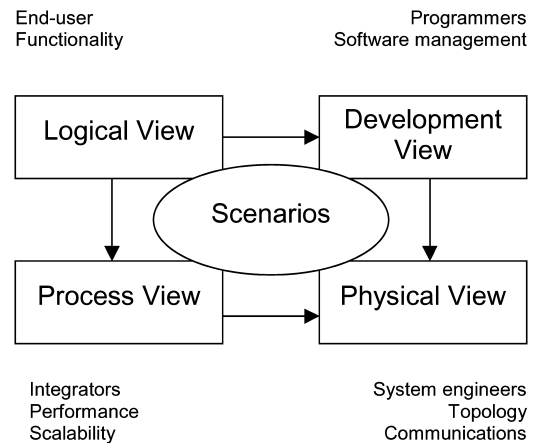 End-user
Functionality
Programmers
Software management
Logical View
Development
View
Scenarios
Process View
Physical View
Integrators
Performance
Scalability
System engineers
Topology
Communications